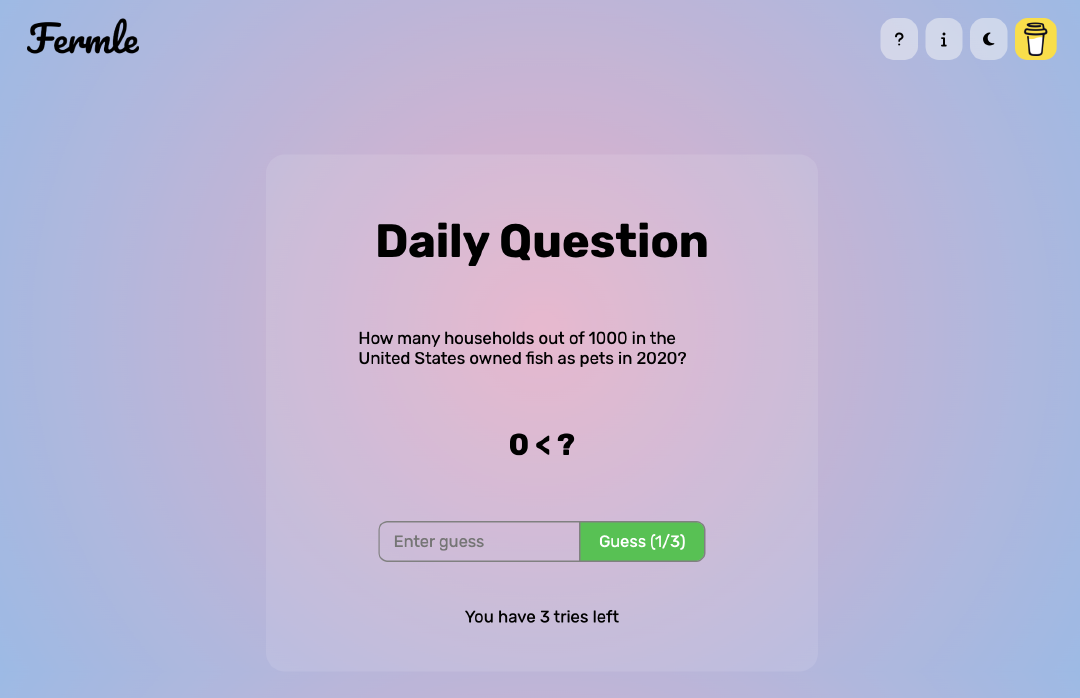 Fermle
?
i
Daily Question
How many households out of 1000 in the
United States owned fish as pets in 2020?
0 < ?
Enter guess
Guess (1/3)
You have 3 tries left